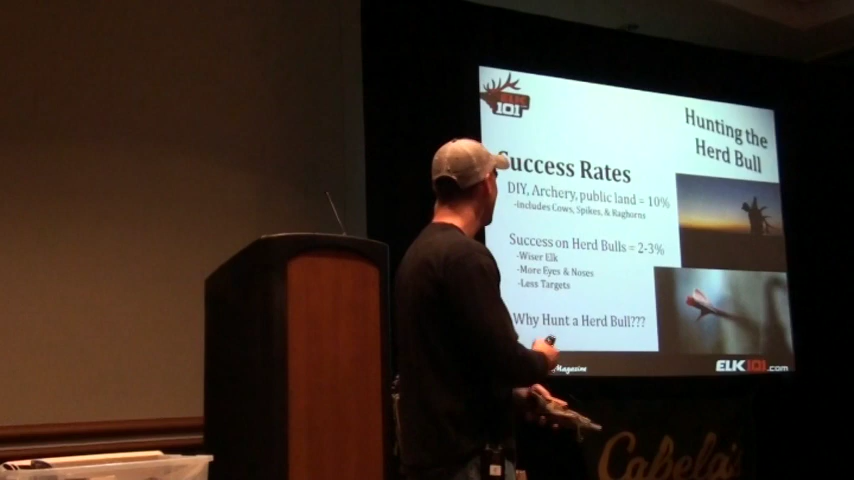 ELK
101
Hunting the
Herd Bull
Success Rates
DIY, Archery, public land = 10%
-includes Cows, Spikes, & Raghorns
Success on Herd Bulls = 2-3%
-Wiser Elk
-More Eyes & Noses
-Less Targets
Why Hunt a Herd Bull???
Magazine
ELK101.com
Cabela's